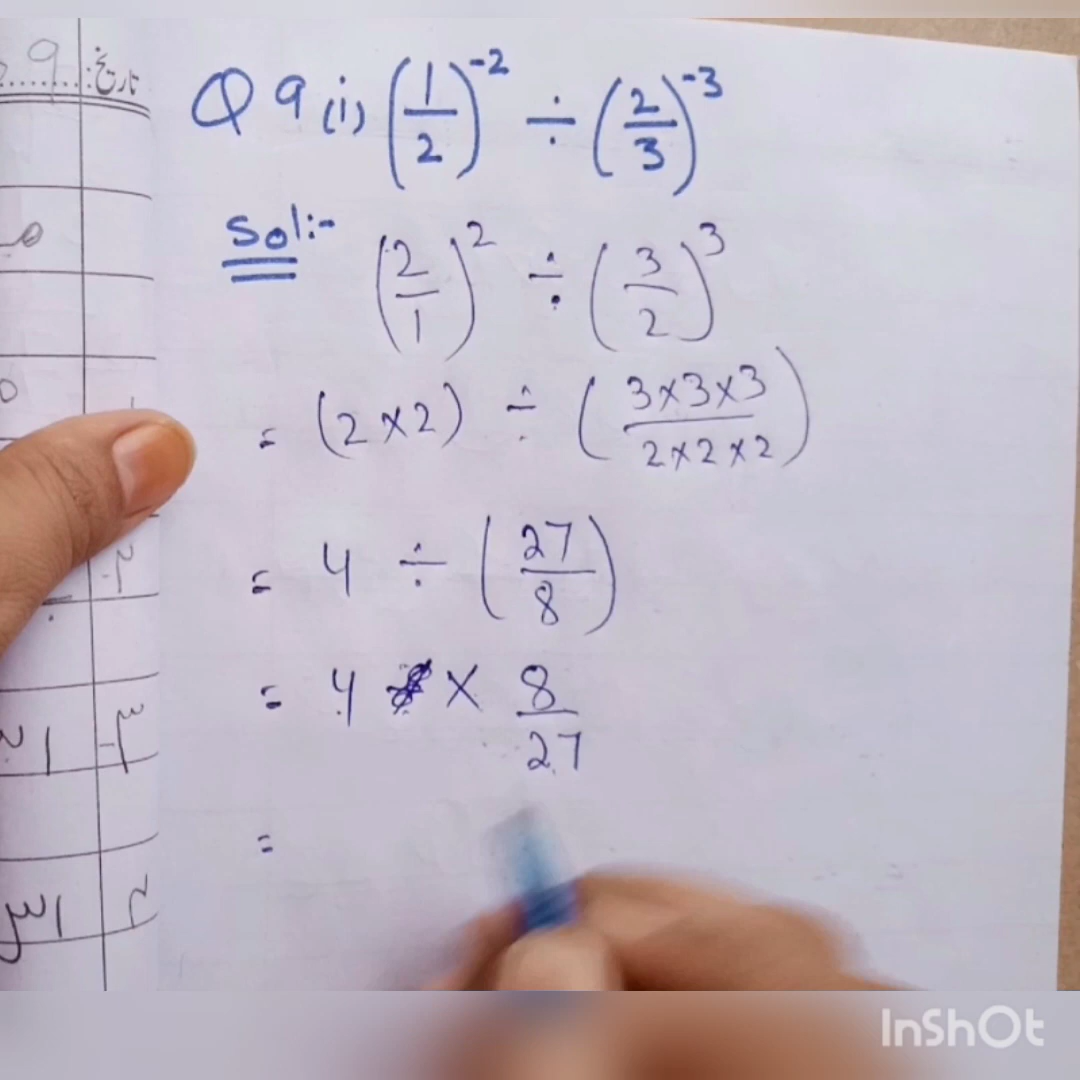 تاریخ:
Q 9 (i) (1/2)^-2 ÷ (2/3)^-3
Sol:- (2/1)^2 ÷ (3/2)^3
= (2×2) ÷ (3×3×3/2×2×2)
= 4 ÷ (27/8)
= 4 × 8/27
=
InShOt